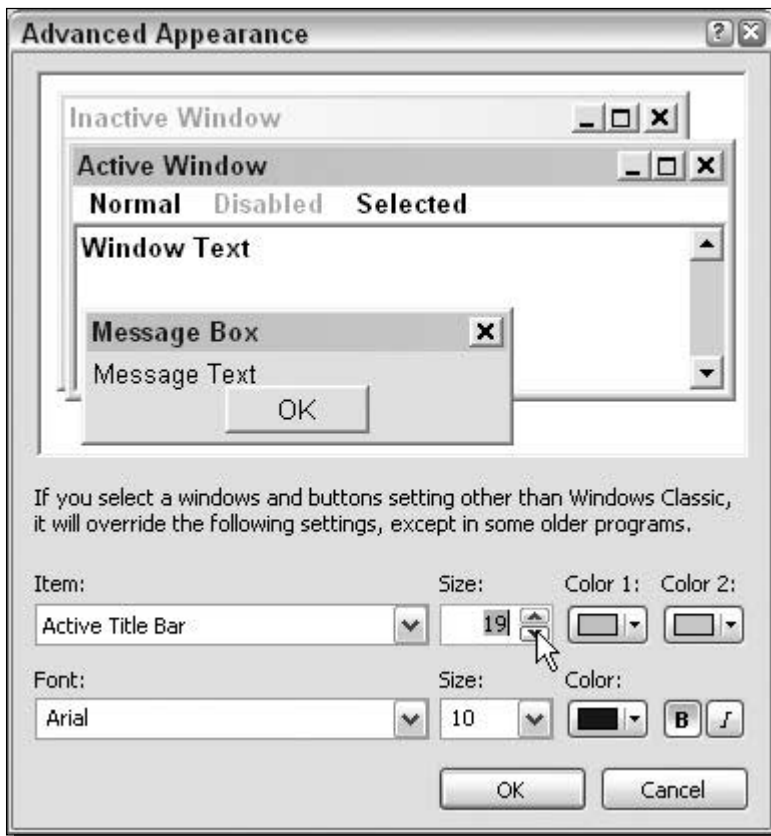 Advanced Appearance
Inactive Window
Active Window
Normal Disabled Selected
Window Text
Message Box
Message Text
OK
If you select a windows and buttons setting other than Windows Classic,
it will override the following settings, except in some older programs.
Item: Size: Color 1: Color 2:
Active Title Bar 19
Font: Size: Color:
Arial 10 B I
OK Cancel